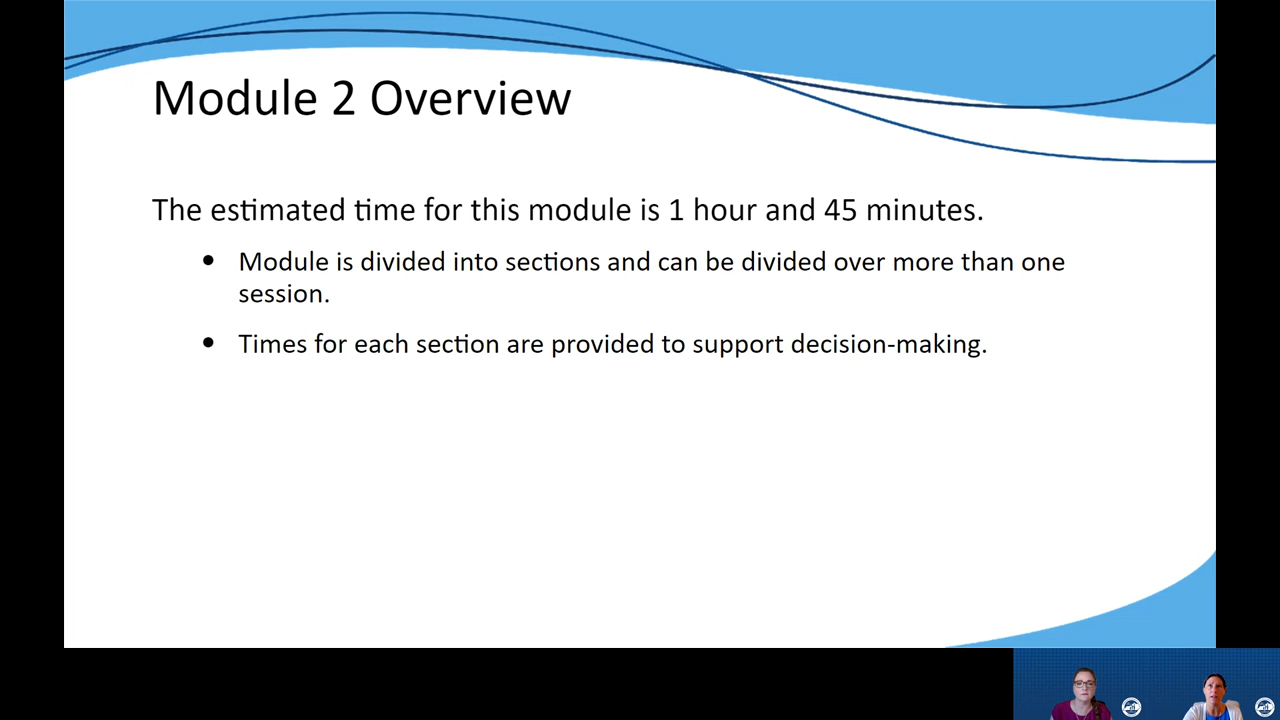 Module 2 Overview
The estimated time for this module is 1 hour and 45 minutes.
• Module is divided into sections and can be divided over more than one
session.
• Times for each section are provided to support decision-making.